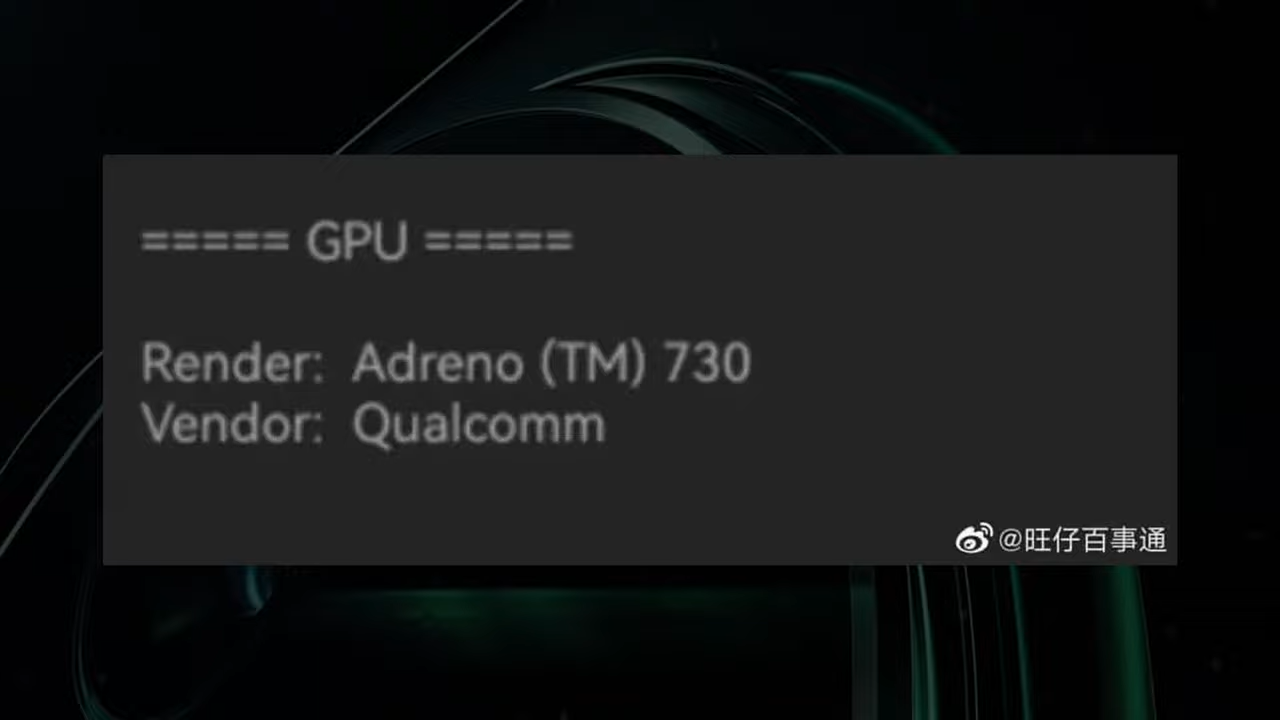 ===== GPU =====
Render: Adreno (TM) 730
Vendor: Qualcomm
@旺仔百事通